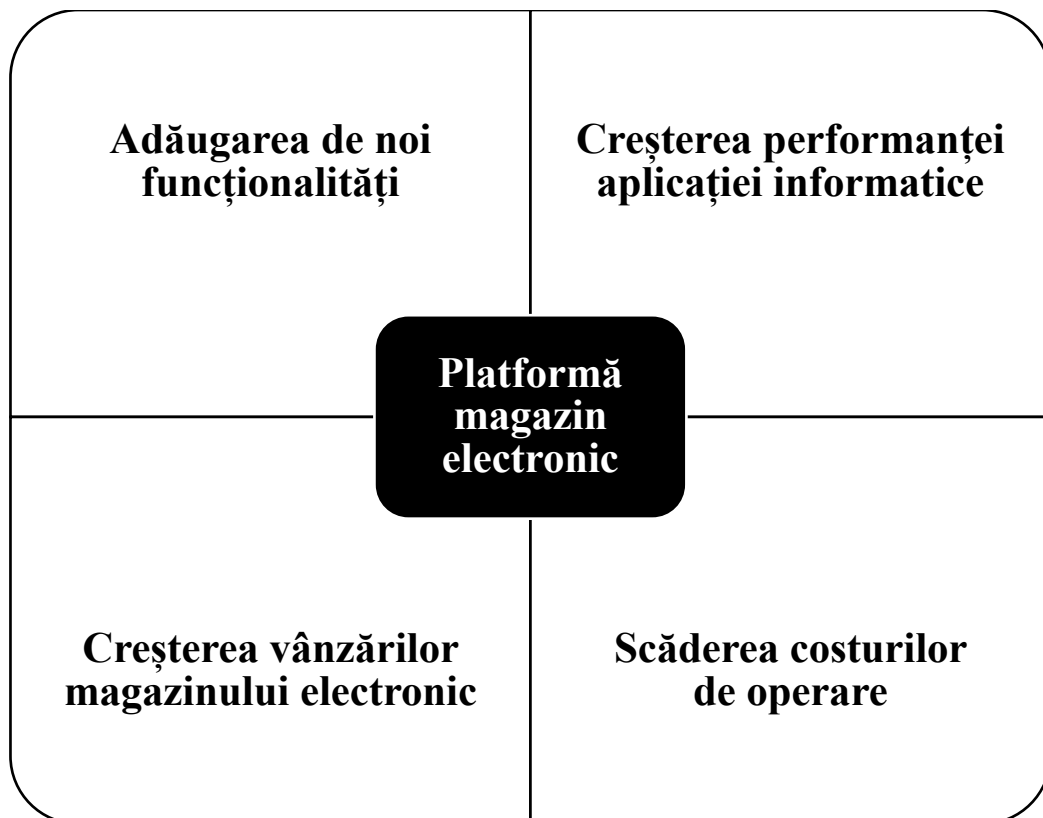 Adăugarea de noi
funcționalități
Creșterea performanței
aplicației informatice
Platformă
magazin
electronic
Creșterea vânzărilor
magazinului electronic
Scăderea costurilor
de operare